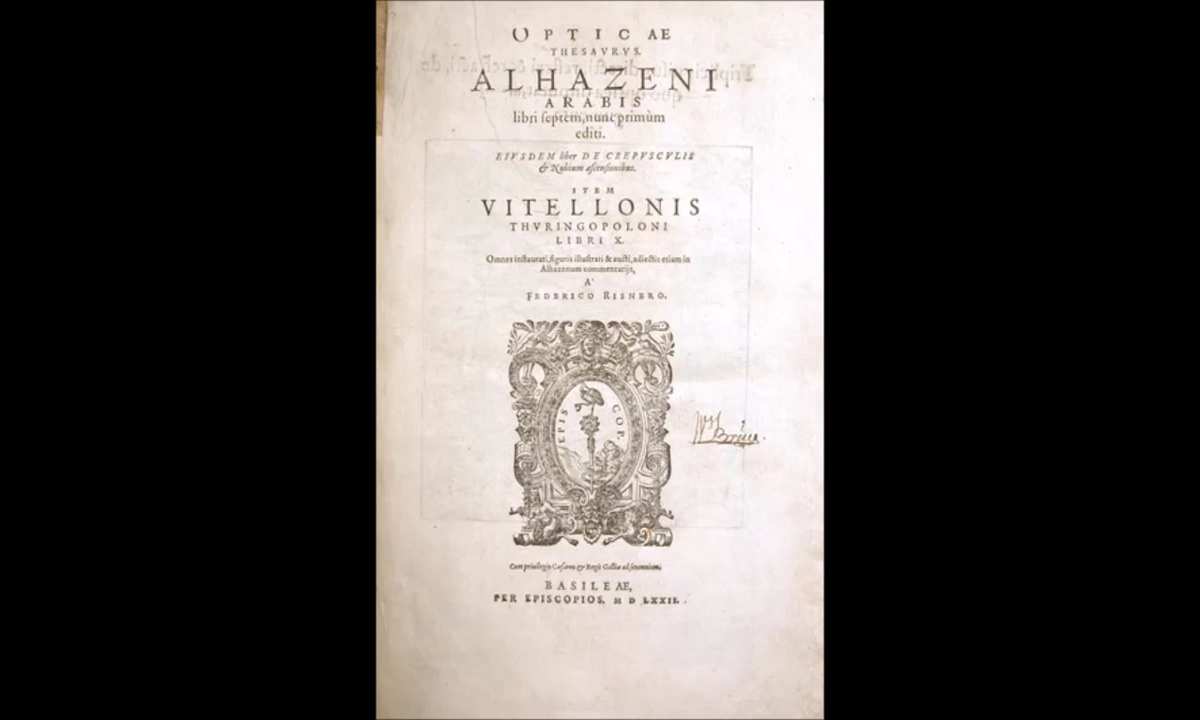 OPTICAE
THESAVRVS.
ALHAZENI
ARABIS
libri ſeptem, nunc primùm
editi.
EIVSDEM liber DE CREPVSCVLIS
& Nubium aſcenſionibus.
ITEM
VITELLONIS
THVRINGOPOLONI
LIBRI X.
Omnes inſtaurati, figuris illuſtrati & aucti, adiectis etiam in
Alhazenum commentarijs,
A'
FEDERICO RISNERO.
EPIS COP.
Cum priuilegio Cæſareo & Regis Galliæ ad ſexennium.
BASILEAE,
PER EPISCOPIOS. M D LXXII.